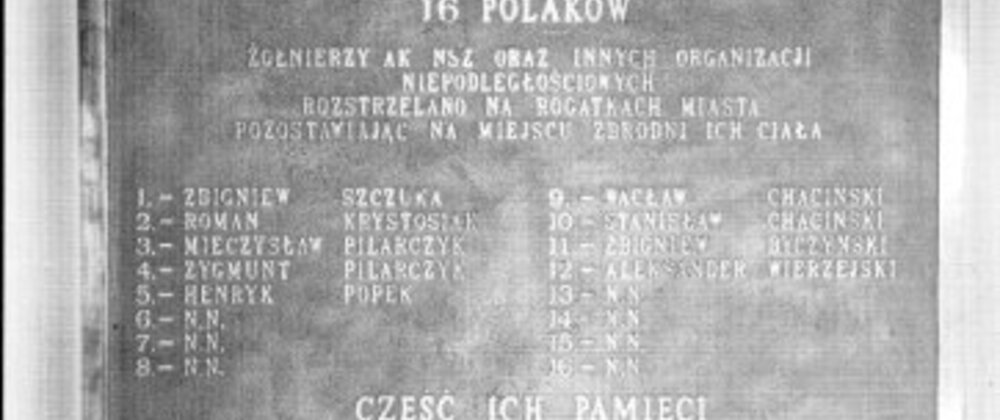 16 POLAKÓW
ŻOŁNIERZY AK NSZ ORAZ INNYCH ORGANIZACJI
NIEPODLEGŁOŚCIOWYCH
ROZSTRZELANO NA ROGATKACH MIASTA
POZOSTAWIAJĄC NA MIEJSCU ZBRODNI ICH CIAŁA
1.- ZBIGNIEW SZCZUKA 9.- WACŁAW CHACIŃSKI
2.- ROMAN KRYSTOSIAK 10- STANISŁAW CHACIŃSKI
3.- MIECZYSŁAW PILARCZYK 11- ZBIGNIEW BYCZYŃSKI
4.- ZYGMUNT PILARCZYK 12- ALEKSANDER WIERZEJSKI
5.- HENRYK POPEK 13- N.N.
6.- N.N. 14- N.N.
7.- N.N. 15- N.N.
8.- N.N. 16- N.N.
CZEŚĆ ICH PAMIĘCI